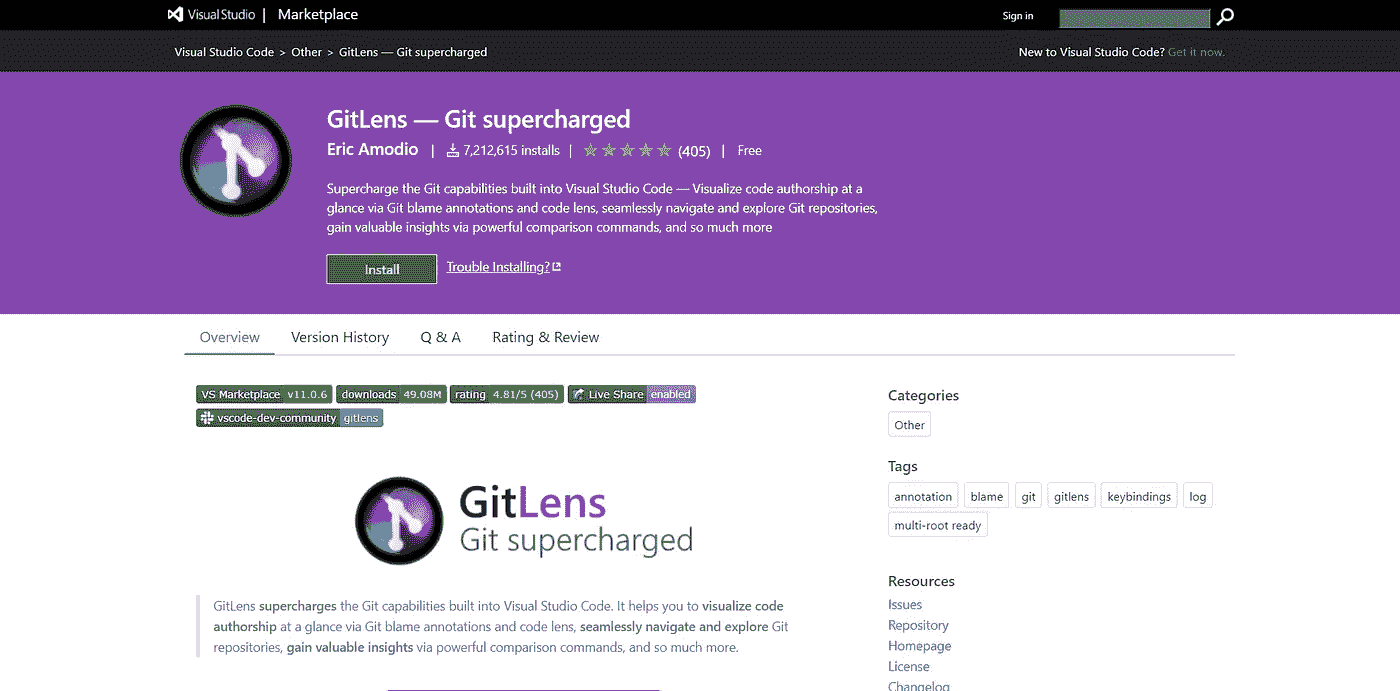 Visual Studio | Marketplace
Sign in
Visual Studio Code > Other > GitLens — Git supercharged
New to Visual Studio Code? Get it now.
GitLens — Git supercharged
Eric Amodio | 7,212,615 installs | (405) | Free
Supercharge the Git capabilities built into Visual Studio Code — Visualize code authorship at a
glance via Git blame annotations and code lens, seamlessly navigate and explore Git repositories,
gain valuable insights via powerful comparison commands, and so much more
Install Trouble Installing?
Overview Version History Q & A Rating & Review
VS Marketplace v11.0.6 downloads 49.08M rating 4.81/5 (405) Live Share enabled
vscode-dev-community gitlens
GitLens
Git supercharged
GitLens supercharges the Git capabilities built into Visual Studio Code. It helps you to visualize code
authorship at a glance via Git blame annotations and code lens, seamlessly navigate and explore Git
repositories, gain valuable insights via powerful comparison commands, and so much more.
Categories
Other
Tags
annotation blame git gitlens keybindings log
multi-root ready
Resources
Issues
Repository
Homepage
License
Changelog